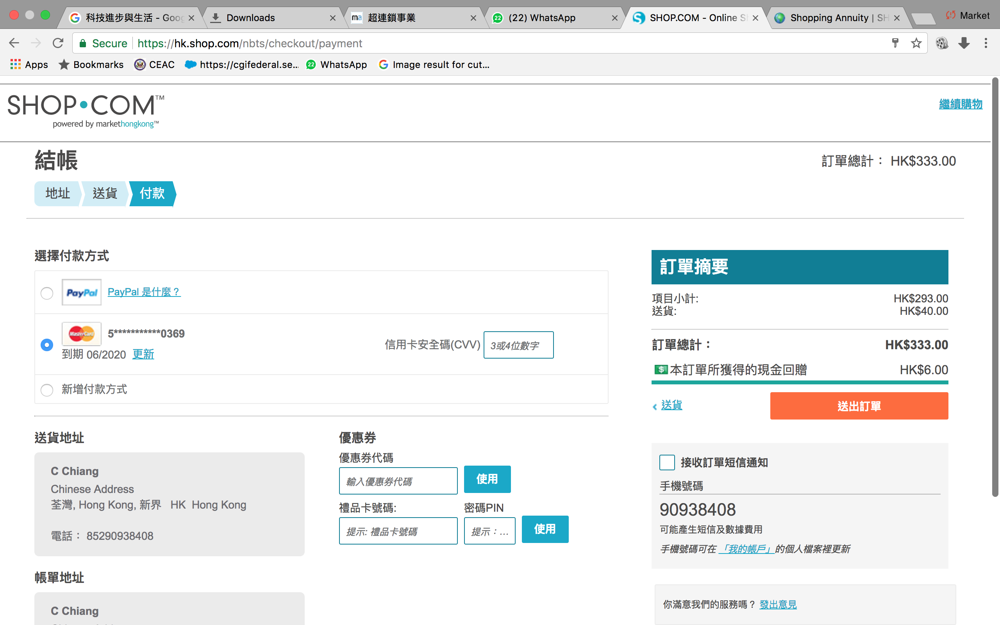 科技進步與生活 - Goog
Downloads
ma 超連鎖事業
22 (22) WhatsApp
SHOP.COM - Online Sh
Shopping Annuity | SH
Market
Secure https://hk.shop.com/nbts/checkout/payment
Apps Bookmarks CEAC https://cgifederal.se... 22 WhatsApp Image result for cut...
SHOP•COM™
powered by markethongkong™
繼續購物
結帳
訂單總計： HK$333.00
地址 送貨 付款
選擇付款方式
PayPal PayPal 是什麼？
MasterCard 5***********0369
到期 06/2020 更新
信用卡安全碼(CVV) 3或4位數字
新增付款方式
訂單摘要
項目小計: HK$293.00
送貨: HK$40.00
訂單總計： HK$333.00
本訂單所獲得的現金回贈 HK$6.00
‹ 送貨
送出訂單
送貨地址
C Chiang
Chinese Address
荃灣, Hong Kong, 新界 HK Hong Kong
電話： 85290938408
優惠券
優惠券代碼
輸入優惠券代碼 使用
禮品卡號碼: 密碼PIN
提示: 禮品卡號碼 提示：... 使用
接收訂單短信通知
手機號碼
90938408
可能產生短信及數據費用
手機號碼可在「我的帳戶」的個人檔案裡更新
帳單地址
C Chiang
你滿意我們的服務嗎？ 發出意見